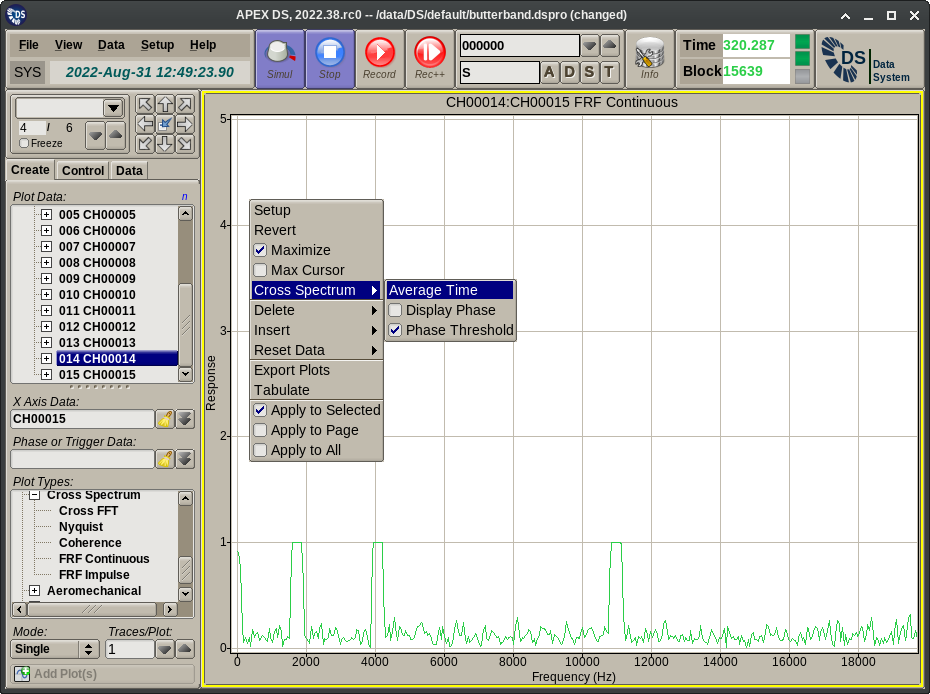 APEX DS, 2022.38.rc0 -- /data/DS/default/butterband.dspro (changed)
DS
File View Data Setup Help
SYS 2022-Aug-31 12:49:23.90
Simul
Stop
Record
Rec++
000000
S A D S T
Info
Time 320.287
Block 15639
DS Data System
4 / 6
Freeze
Create Control Data
Plot Data: n
005 CH00005
006 CH00006
007 CH00007
008 CH00008
009 CH00009
010 CH00010
011 CH00011
012 CH00012
013 CH00013
014 CH00014
015 CH00015
X Axis Data:
CH00015
Phase or Trigger Data:
Plot Types:
Cross Spectrum
Cross FFT
Nyquist
Coherence
FRF Continuous
FRF Impulse
Aeromechanical
Mode: Traces/Plot:
Single 1
Add Plot(s)
CH00014:CH00015 FRF Continuous
5
4
3
2
1
0
Response
Setup
Revert
Maximize
Max Cursor
Cross Spectrum
Delete
Insert
Reset Data
Export Plots
Tabulate
Apply to Selected
Apply to Page
Apply to All
Average Time
Display Phase
Phase Threshold
0 2000 4000 6000 8000 10000 12000 14000 16000 18000
Frequency (Hz)